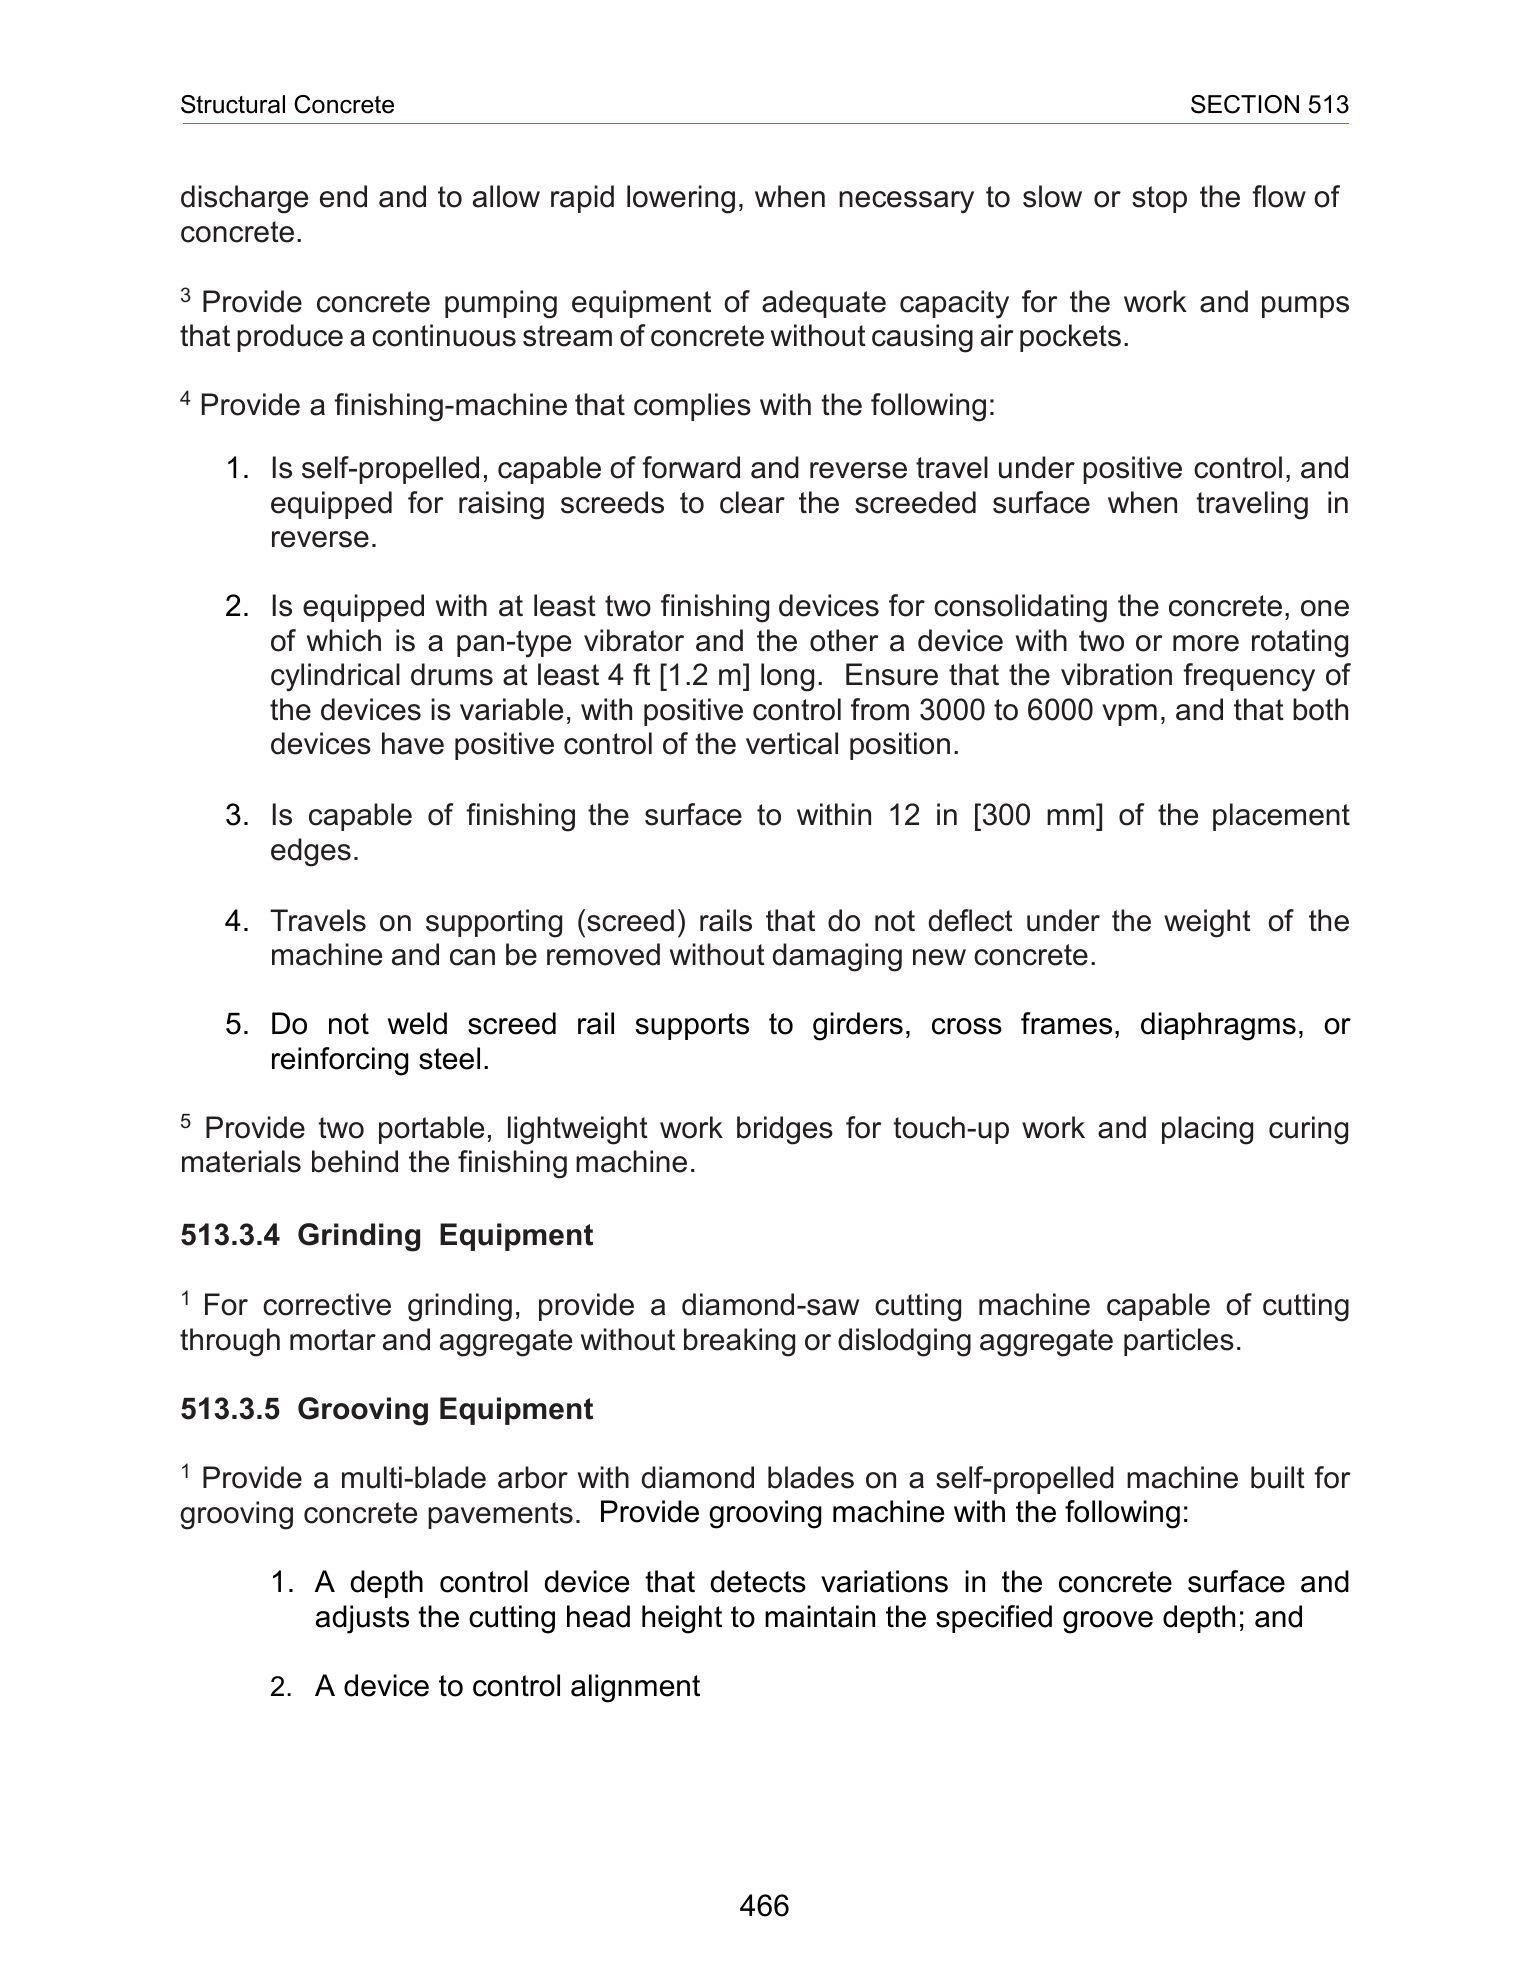 Structural Concrete SECTION 513
discharge end and to allow rapid lowering, when necessary to slow or stop the flow of
concrete.
3 Provide concrete pumping equipment of adequate capacity for the work and pumps
that produce a continuous stream of concrete without causing air pockets.
4 Provide a finishing-machine that complies with the following:
1. Is self-propelled, capable of forward and reverse travel under positive control, and
equipped for raising screeds to clear the screeded surface when traveling in
reverse.
2. Is equipped with at least two finishing devices for consolidating the concrete, one
of which is a pan-type vibrator and the other a device with two or more rotating
cylindrical drums at least 4 ft [1.2 m] long. Ensure that the vibration frequency of
the devices is variable, with positive control from 3000 to 6000 vpm, and that both
devices have positive control of the vertical position.
3. Is capable of finishing the surface to within 12 in [300 mm] of the placement
edges.
4. Travels on supporting (screed) rails that do not deflect under the weight of the
machine and can be removed without damaging new concrete.
5. Do not weld screed rail supports to girders, cross frames, diaphragms, or
reinforcing steel.
5 Provide two portable, lightweight work bridges for touch-up work and placing curing
materials behind the finishing machine.
513.3.4 Grinding Equipment
1 For corrective grinding, provide a diamond-saw cutting machine capable of cutting
through mortar and aggregate without breaking or dislodging aggregate particles.
513.3.5 Grooving Equipment
1 Provide a multi-blade arbor with diamond blades on a self-propelled machine built for
grooving concrete pavements. Provide grooving machine with the following:
1. A depth control device that detects variations in the concrete surface and
adjusts the cutting head height to maintain the specified groove depth; and
2. A device to control alignment
466